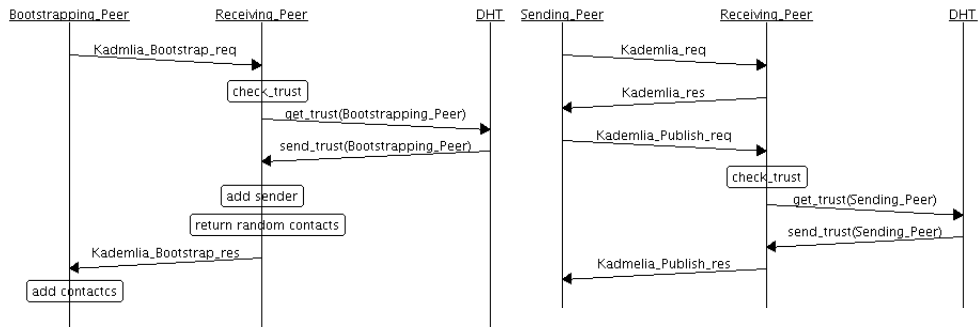 Bootstrapping_Peer
Receiving_Peer
DHT
Kadmlia_Bootstrap_req
check_trust
get_trust(Bootstrapping_Peer)
send_trust(Bootstrapping_Peer)
add sender
return random contacts
Kademlia_Bootstrap_res
add contactcs
Sending_Peer
Receiving_Peer
DHT
Kademlia_req
Kademlia_res
Kademlia_Publish_req
check_trust
get_trust(Sending_Peer)
send_trust(Sending_Peer)
Kadmelia_Publish_res